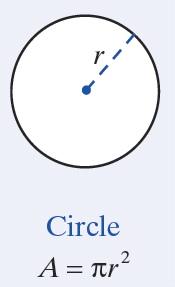 r
Circle
A = πr²